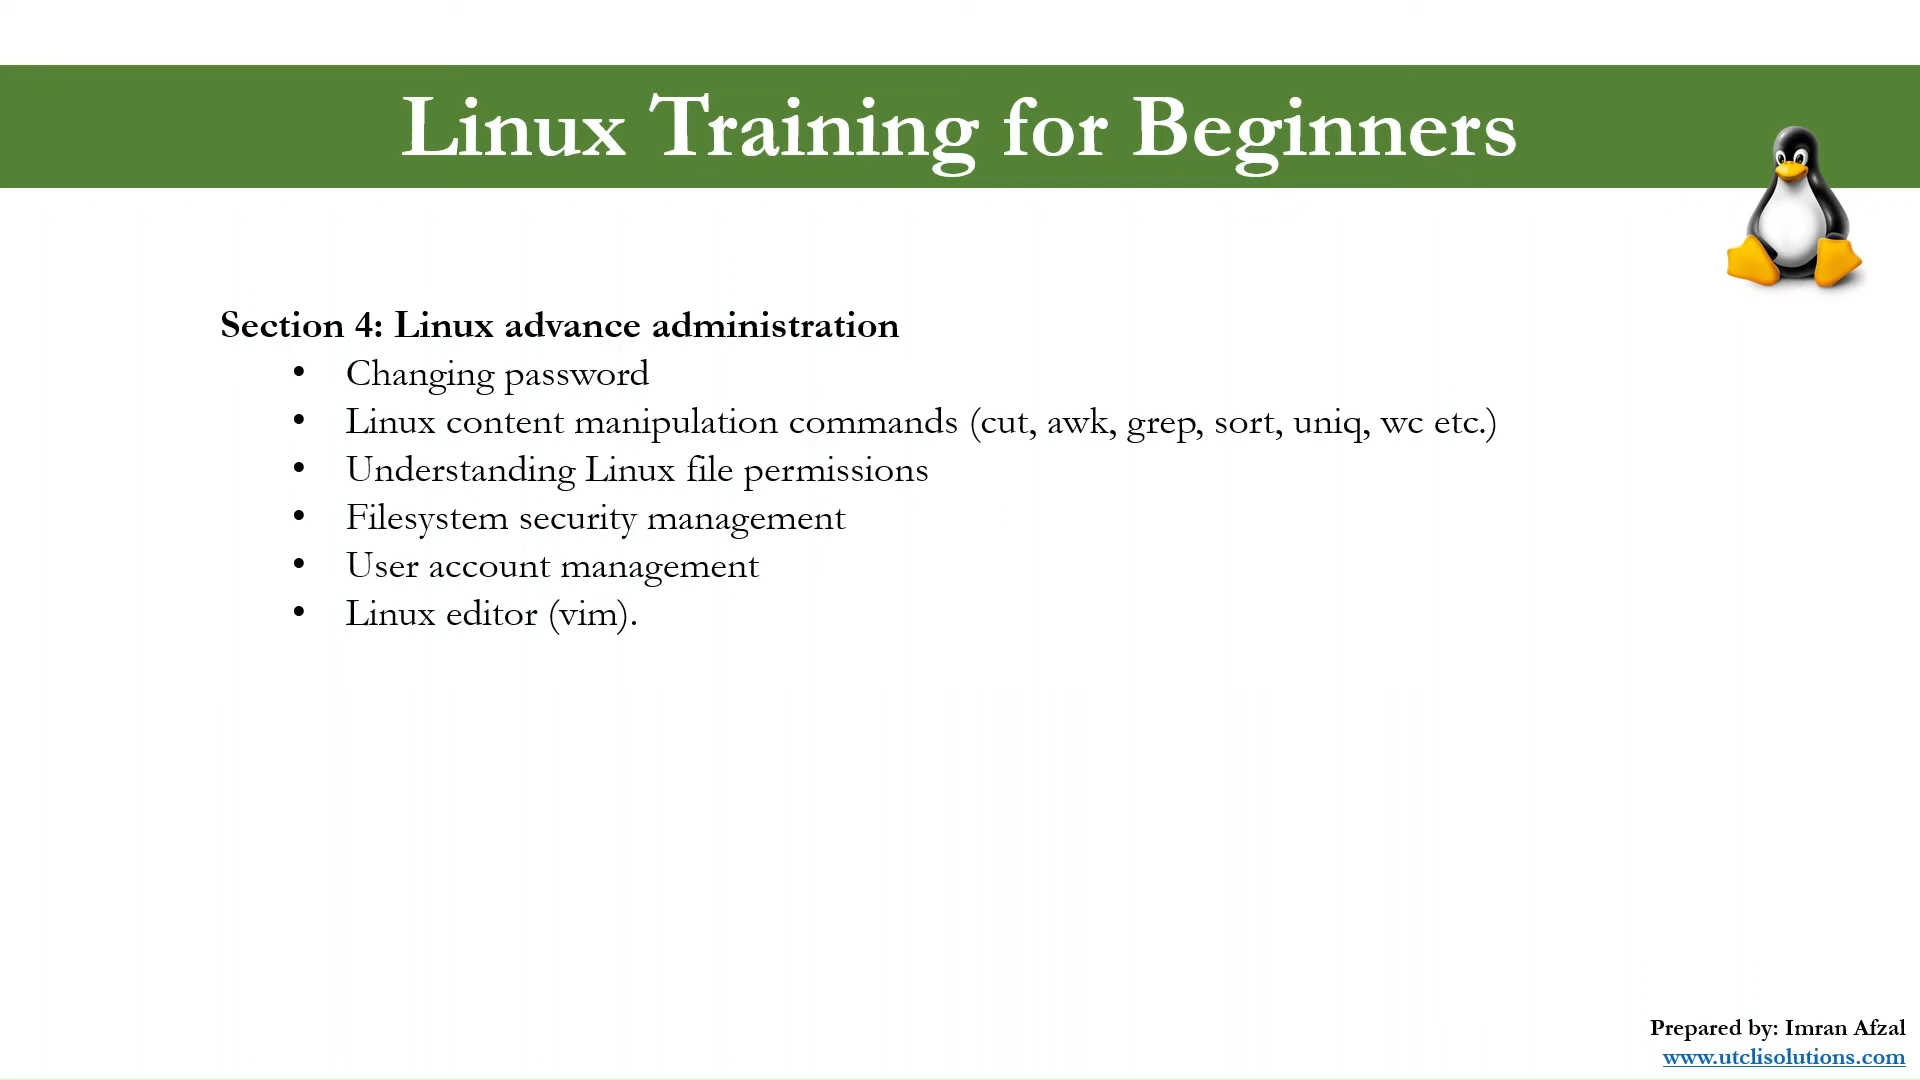 Linux Training for Beginners
Section 4: Linux advance administration
• Changing password
• Linux content manipulation commands (cut, awk, grep, sort, uniq, wc etc.)
• Understanding Linux file permissions
• Filesystem security management
• User account management
• Linux editor (vim).
Prepared by: Imran Afzal
www.utclisolutions.com